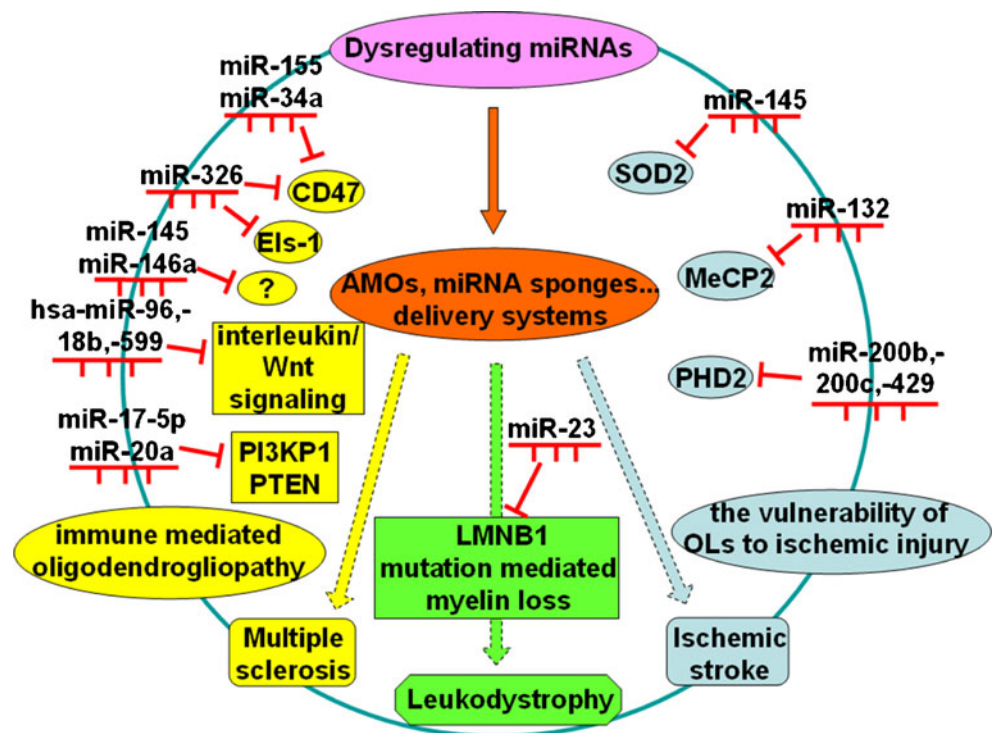 Dysregulating miRNAs
miR-155
miR-34a
miR-326
CD47
Els-1
miR-145
miR-146a
?
hsa-miR-96,-
18b,-599
interleukin/
Wnt
signaling
miR-17-5p
miR-20a
PI3KP1
PTEN
immune mediated
oligodendrogliopathy
Multiple
sclerosis
AMOs, miRNA sponges...
delivery systems
miR-23
LMNB1
mutation mediated
myelin loss
Leukodystrophy
miR-145
SOD2
miR-132
MeCP2
miR-200b,-
200c,-429
PHD2
the vulnerability of
OLs to ischemic injury
Ischemic
stroke